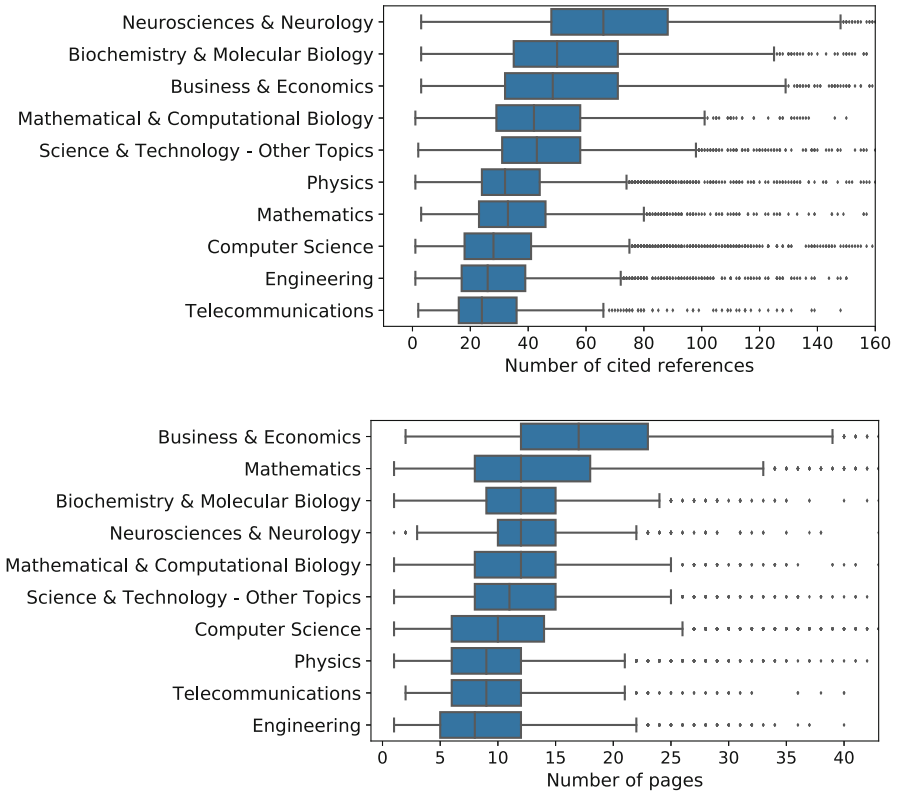 Neurosciences & Neurology
Biochemistry & Molecular Biology
Business & Economics
Mathematical & Computational Biology
Science & Technology - Other Topics
Physics
Mathematics
Computer Science
Engineering
Telecommunications
0 20 40 60 80 100 120 140 160
Number of cited references
Business & Economics
Mathematics
Biochemistry & Molecular Biology
Neurosciences & Neurology
Mathematical & Computational Biology
Science & Technology - Other Topics
Computer Science
Physics
Telecommunications
Engineering
0 5 10 15 20 25 30 35 40
Number of pages